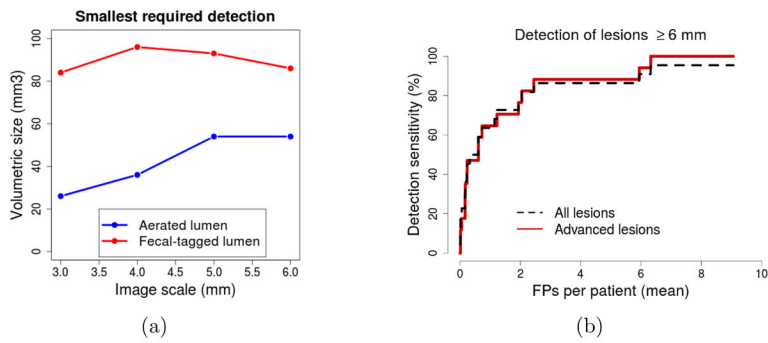 Smallest required detection
Volumetric size (mm3)
100
80
60
40
20
0
Aerated lumen
Fecal-tagged lumen
3.0 3.5 4.0 4.5 5.0 5.5 6.0
Image scale (mm)
(a)
Detection of lesions ≥ 6 mm
Detection sensitivity (%)
100
80
60
40
20
0
All lesions
Advanced lesions
0 2 4 6 8 10
FPs per patient (mean)
(b)